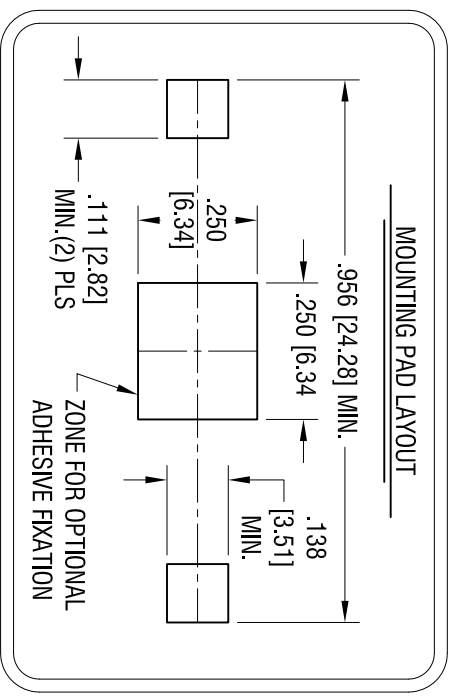 MOUNTING PAD LAYOUT
.956 [24.28] MIN.
.250 [6.34
.250
[6.34]
.138
[3.51]
MIN.
.111 [2.82]
MIN.(2) PLS
ZONE FOR OPTIONAL
ADHESIVE FIXATION